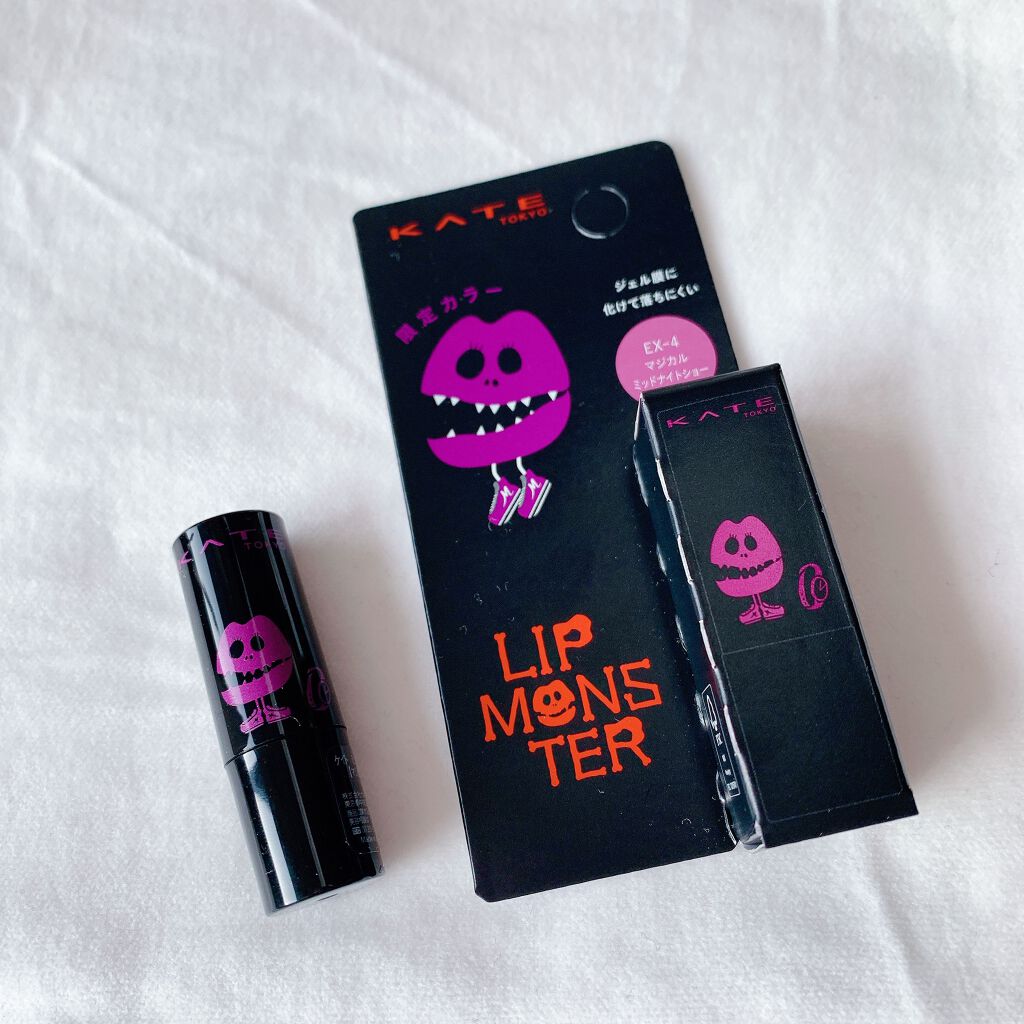 KATE
TOKYO
限定カラー
ジェル膜に
化けて落ちにくい
EX-4
マジカル
ミッドナイトショー
LIP
MONS
TER
KATE
TOKYO
KATE
TOKYO